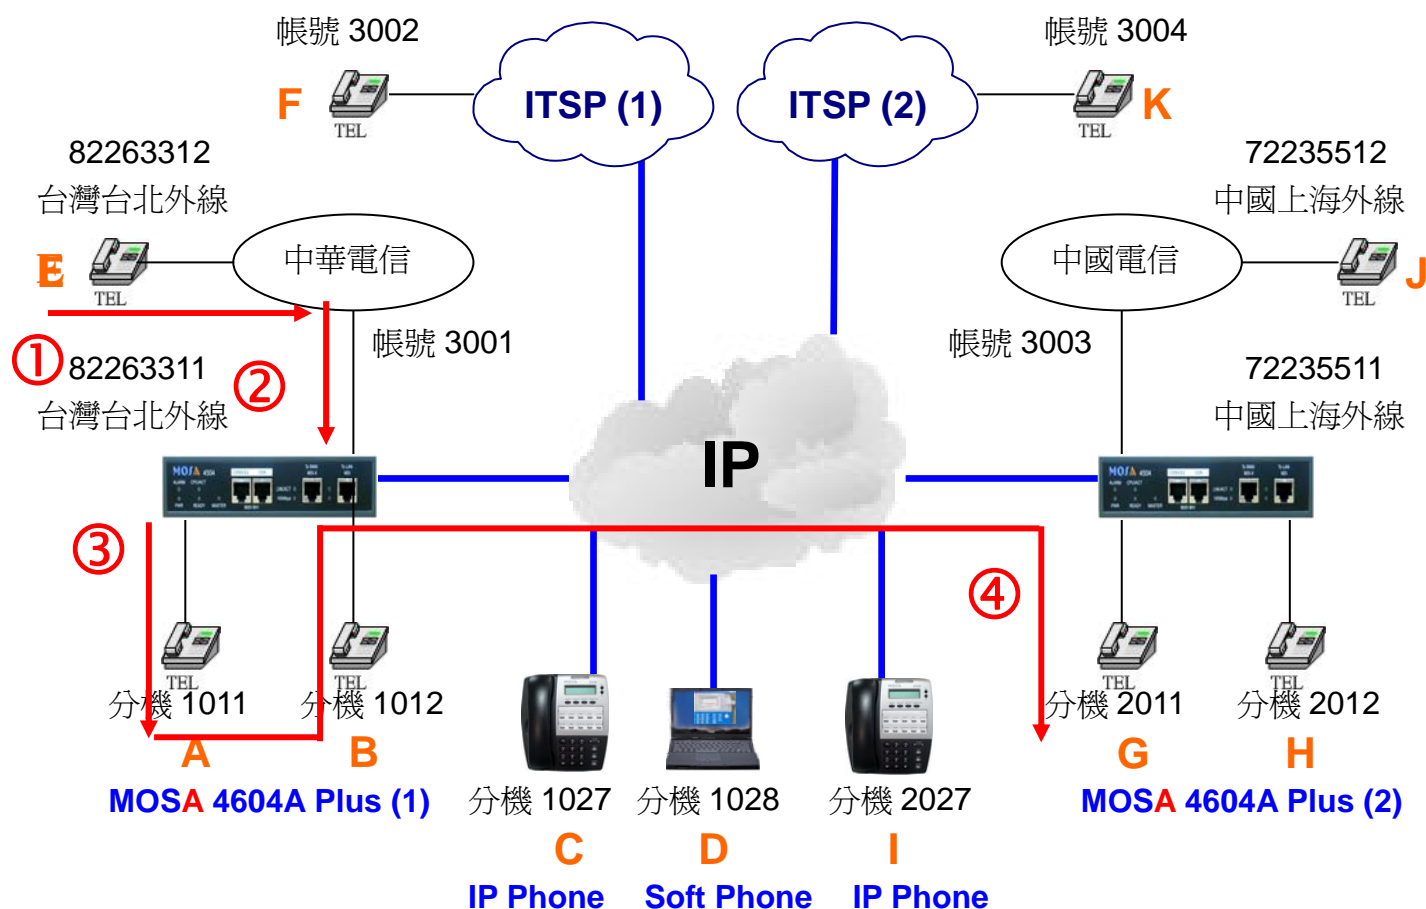 帳號 3002
帳號 3004
F
TEL
ITSP (1)
ITSP (2)
TEL
K
82263312
台灣台北外線
72235512
中國上海外線
E
TEL
中華電信
中國電信
TEL
J
①
82263311
台灣台北外線
②
帳號 3001
帳號 3003
72235511
中國上海外線
IP
MOSA
MOSA
③
④
TEL
TEL
TEL
TEL
分機 1011
分機 1012
分機 2011
分機 2012
A
B
G
H
MOSA 4604A Plus (1)
分機 1027
分機 1028
分機 2027
MOSA 4604A Plus (2)
C
D
I
IP Phone
Soft Phone
IP Phone